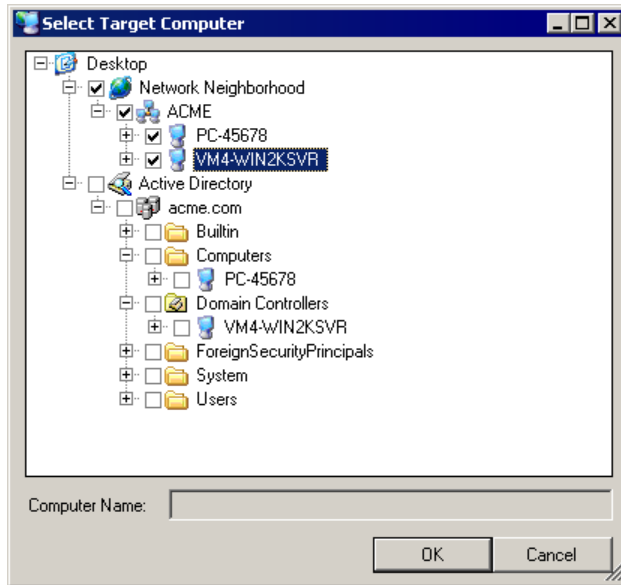 Select Target Computer
Desktop
Network Neighborhood
ACME
PC-45678
VM4-WIN2KSVR
Active Directory
acme.com
Builtin
Computers
PC-45678
Domain Controllers
VM4-WIN2KSVR
ForeignSecurityPrincipals
System
Users
Computer Name:
OK Cancel